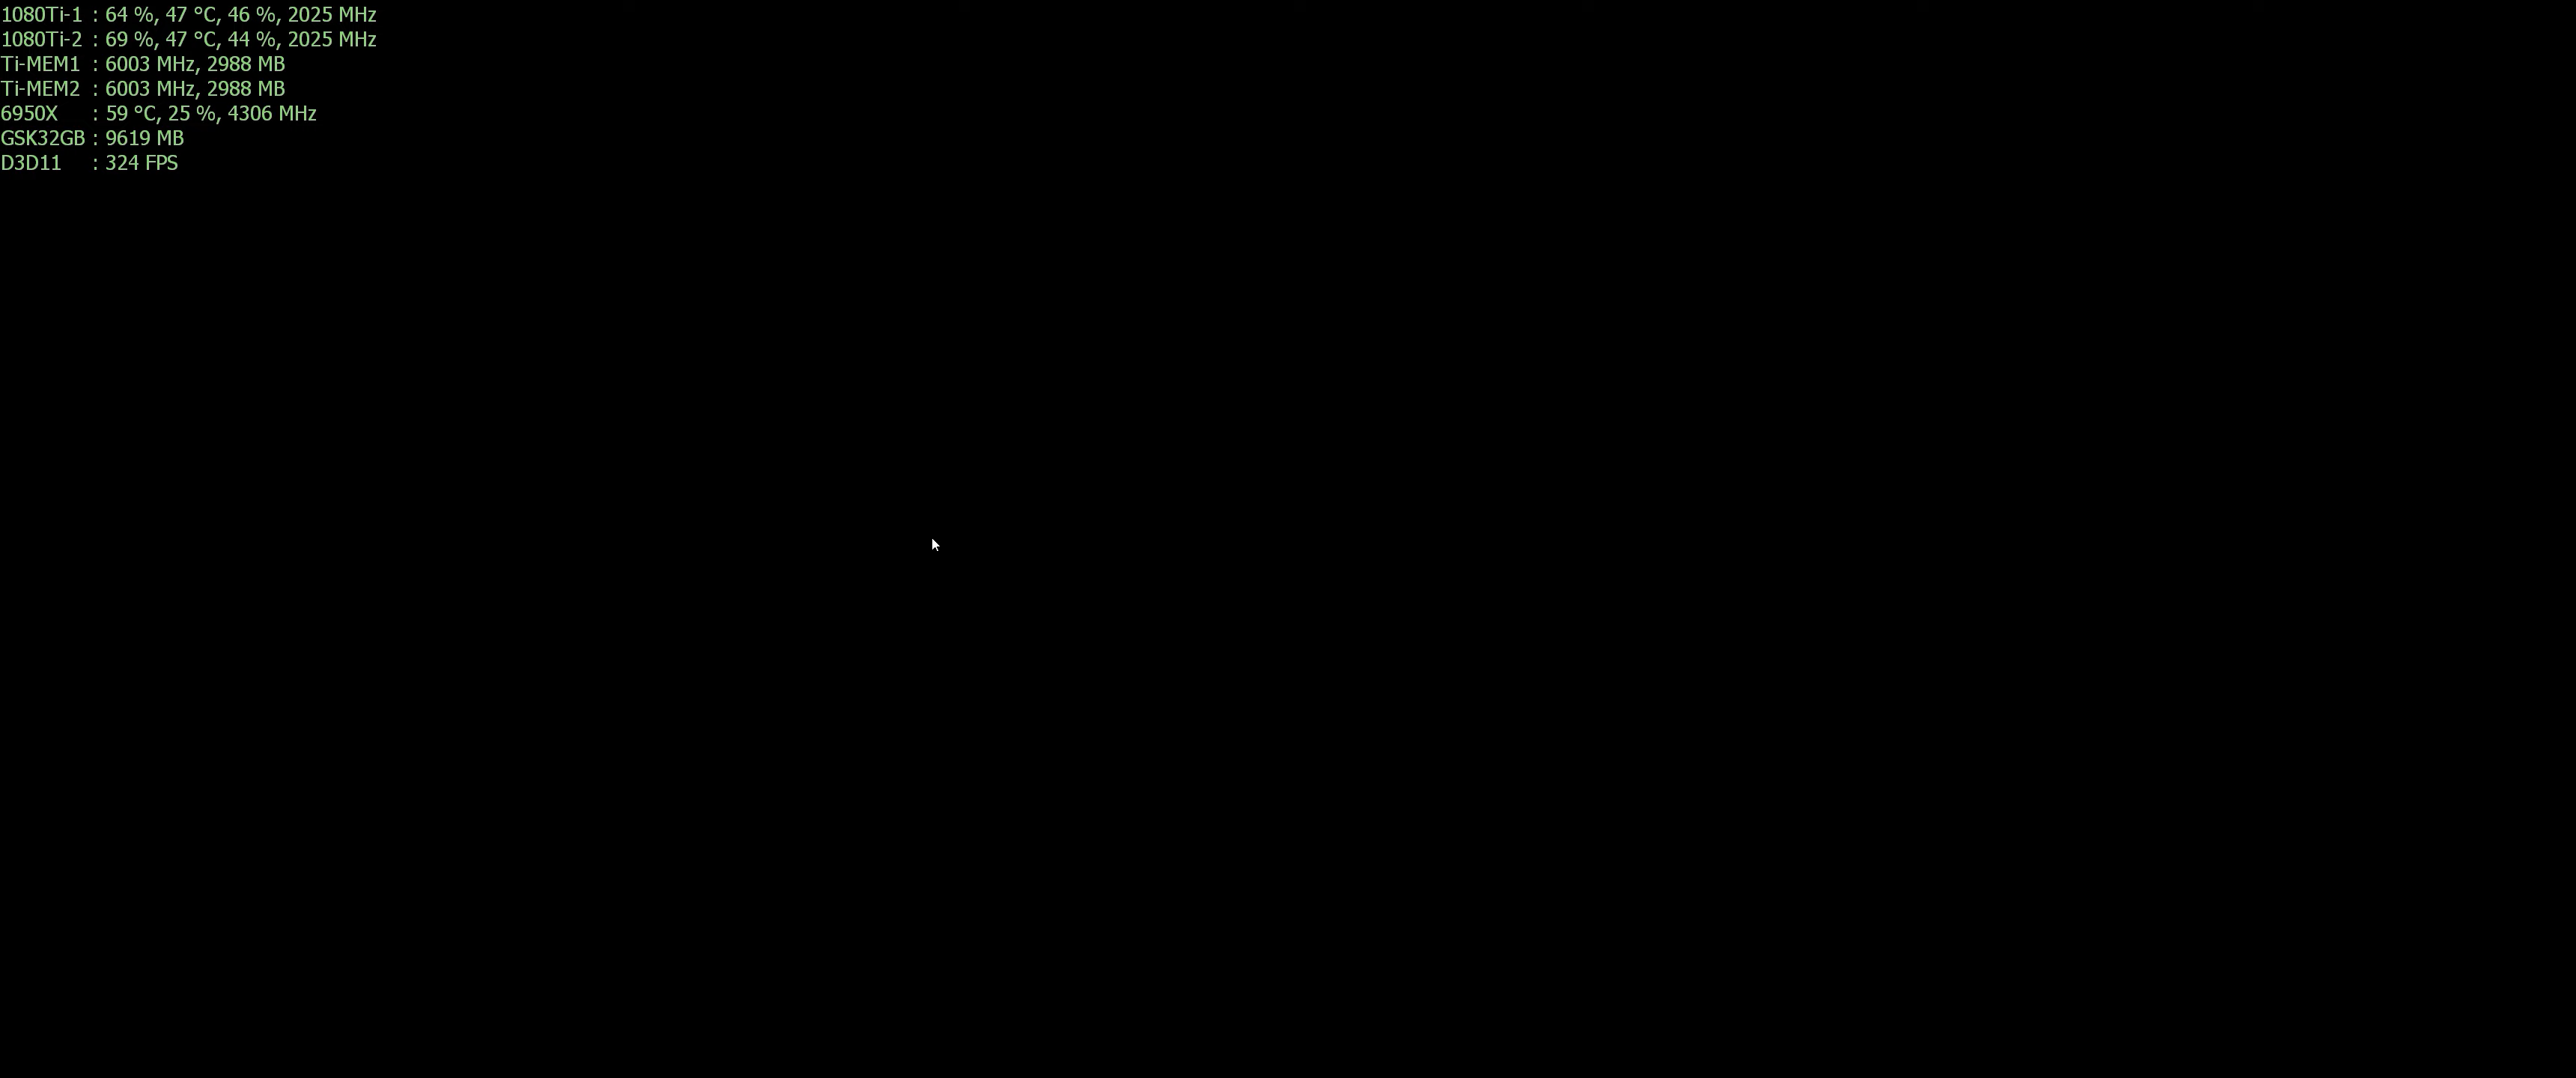 1080Ti-1 : 64 %, 47 °C, 46 %, 2025 MHz
1080Ti-2 : 69 %, 47 °C, 44 %, 2025 MHz
Ti-MEM1 : 6003 MHz, 2988 MB
Ti-MEM2 : 6003 MHz, 2988 MB
6950X : 59 °C, 25 %, 4306 MHz
GSK32GB : 9619 MB
D3D11 : 324 FPS